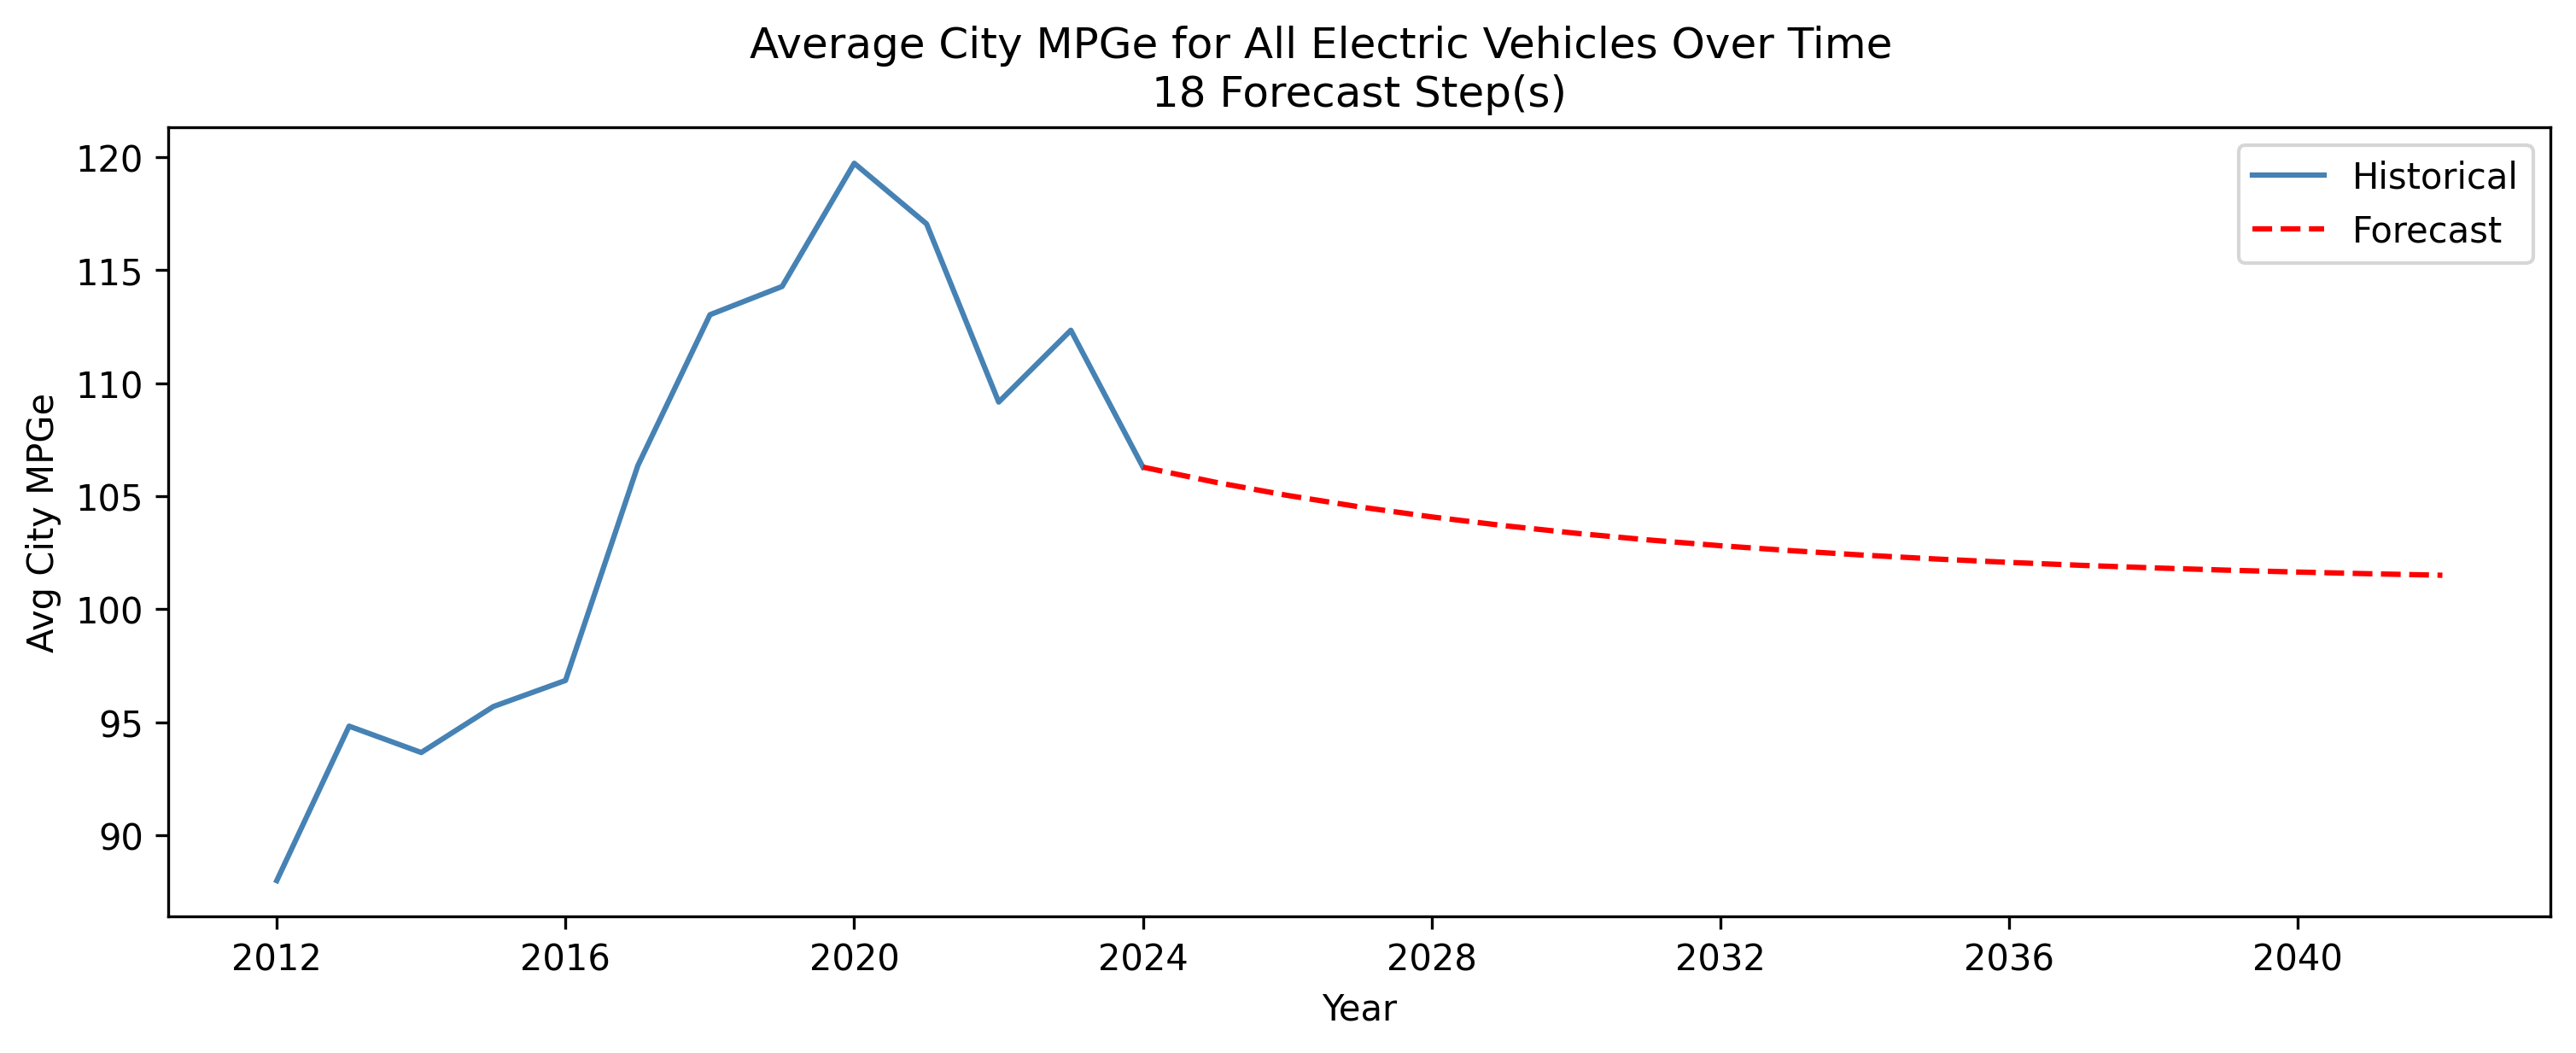 Average City MPGe for All Electric Vehicles Over Time
18 Forecast Step(s)
Historical
Forecast
120
115
110
105
100
95
90
Avg City MPGe
2012 2016 2020 2024 2028 2032 2036 2040
Year